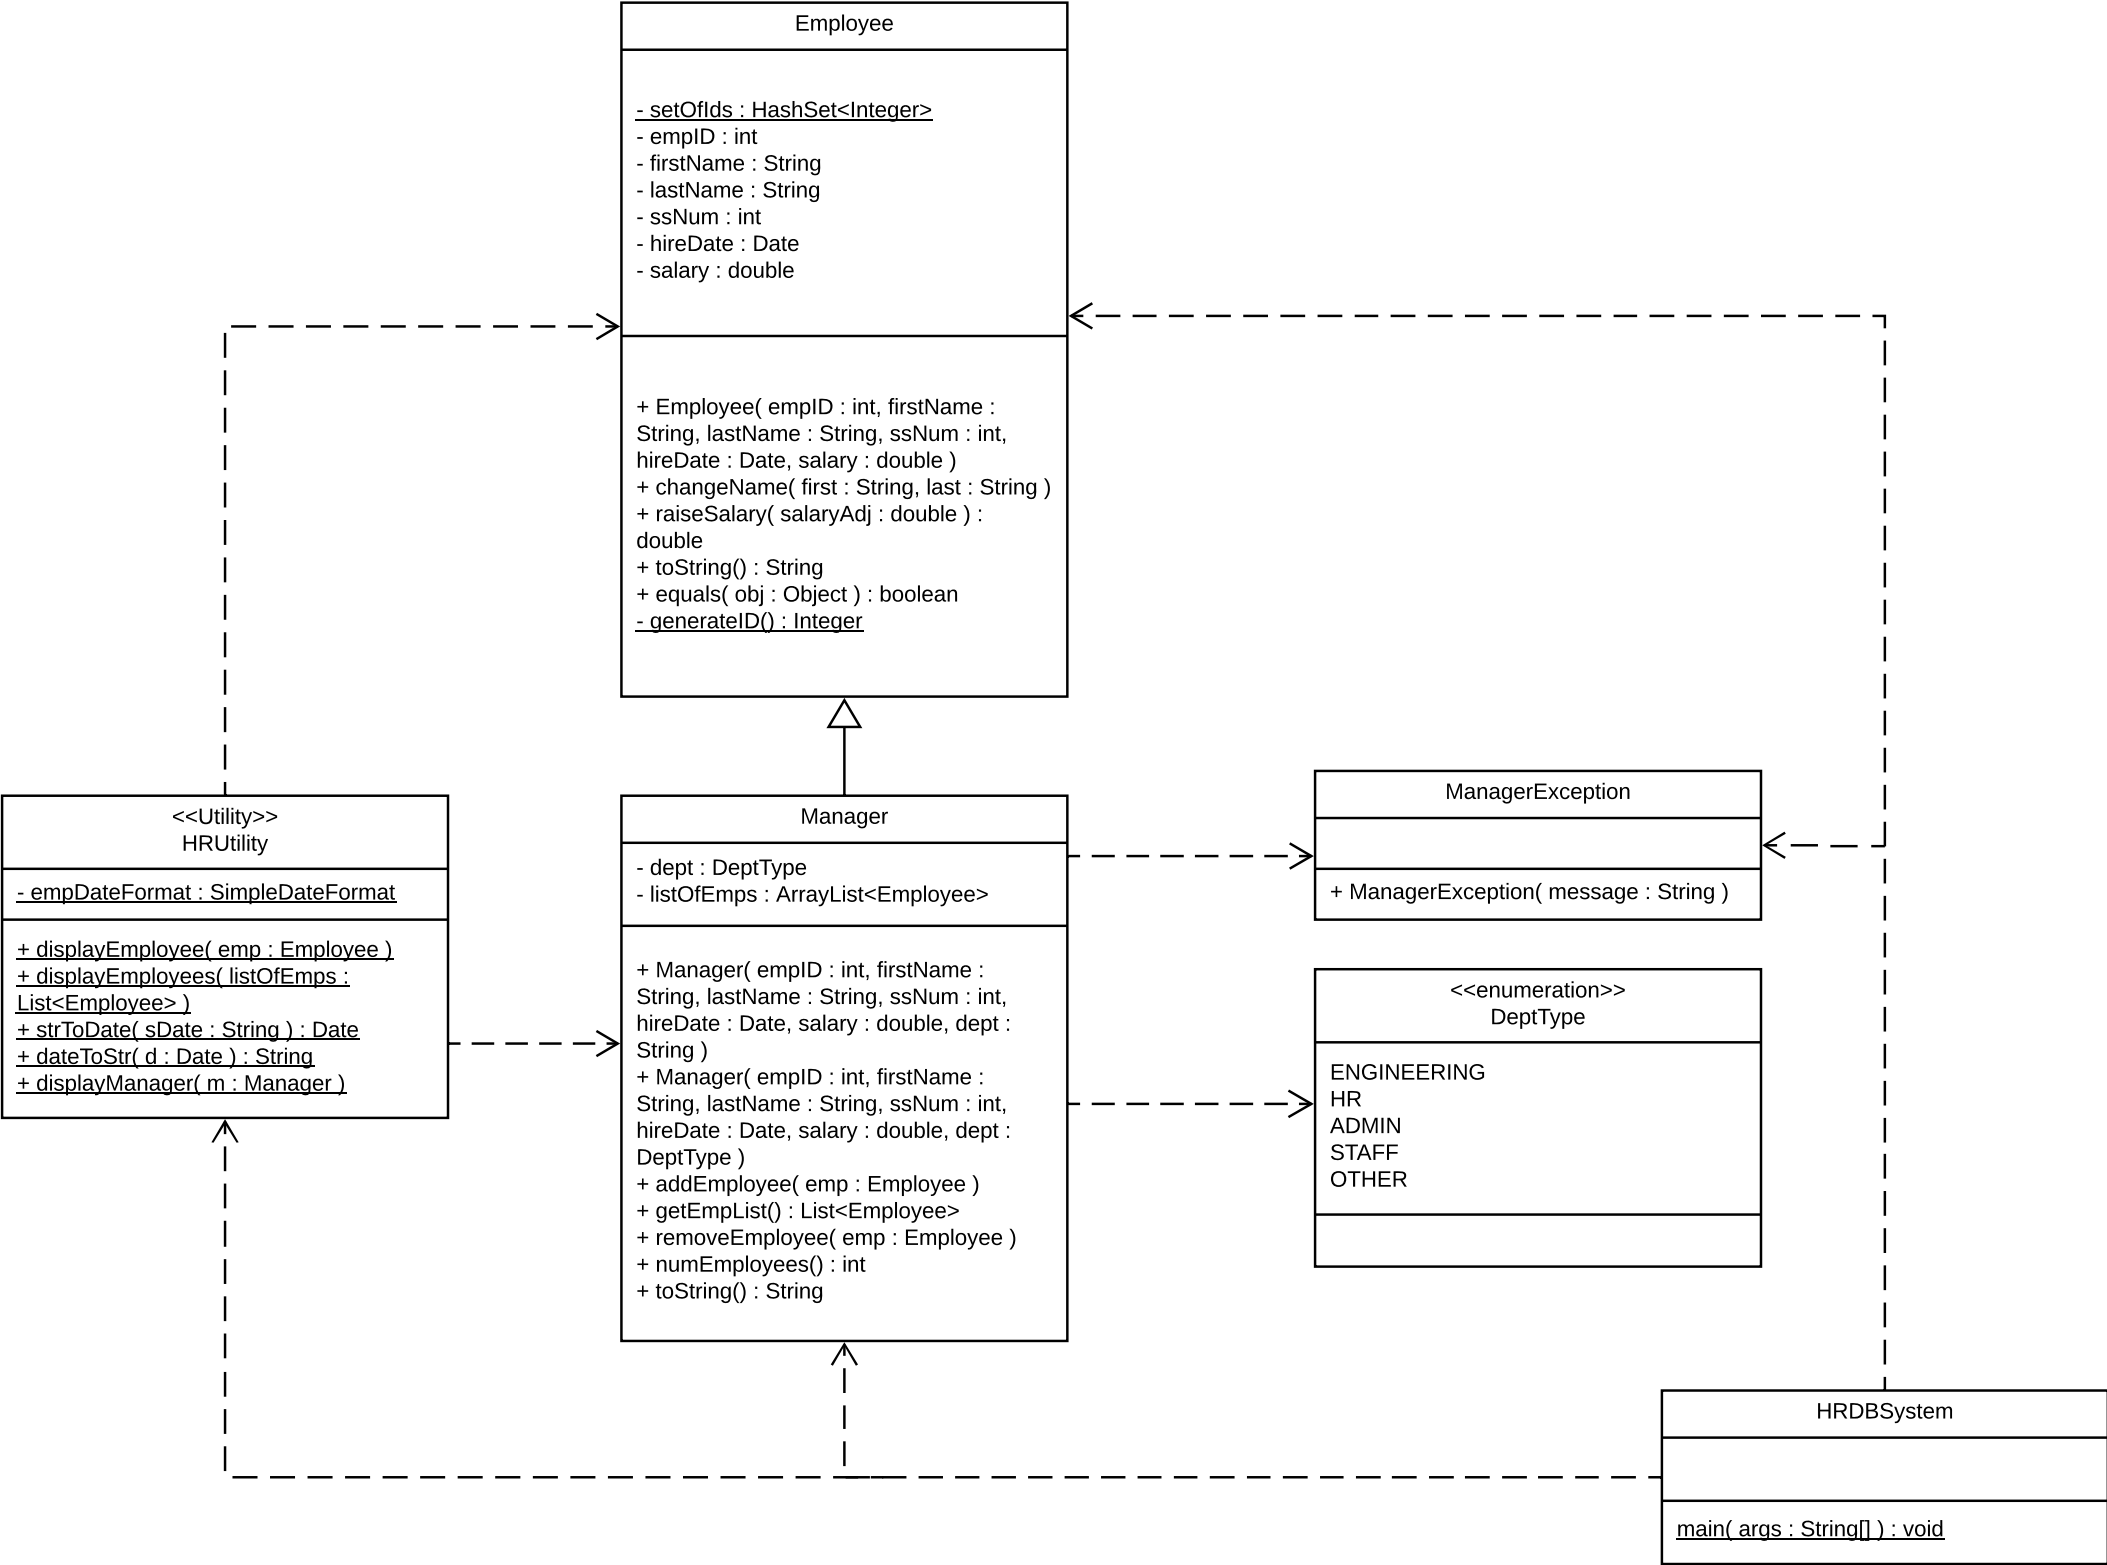 Employee
- setOfIds : HashSet<Integer>
- empID : int
- firstName : String
- lastName : String
- ssNum : int
- hireDate : Date
- salary : double
+ Employee( empID : int, firstName :
String, lastName : String, ssNum : int,
hireDate : Date, salary : double )
+ changeName( first : String, last : String )
+ raiseSalary( salaryAdj : double ) :
double
+ toString() : String
+ equals( obj : Object ) : boolean
- generateID() : Integer
<<Utility>>
HRUtility
- empDateFormat : SimpleDateFormat
+ displayEmployee( emp : Employee )
+ displayEmployees( listOfEmps :
List<Employee> )
+ strToDate( sDate : String ) : Date
+ dateToStr( d : Date ) : String
+ displayManager( m : Manager )
Manager
- dept : DeptType
- listOfEmps : ArrayList<Employee>
+ Manager( empID : int, firstName :
String, lastName : String, ssNum : int,
hireDate : Date, salary : double, dept :
String )
+ Manager( empID : int, firstName :
String, lastName : String, ssNum : int,
hireDate : Date, salary : double, dept :
DeptType )
+ addEmployee( emp : Employee )
+ getEmpList() : List<Employee>
+ removeEmployee( emp : Employee )
+ numEmployees() : int
+ toString() : String
ManagerException
+ ManagerException( message : String )
<<enumeration>>
DeptType
ENGINEERING
HR
ADMIN
STAFF
OTHER
HRDBSystem
main( args : String[] ) : void